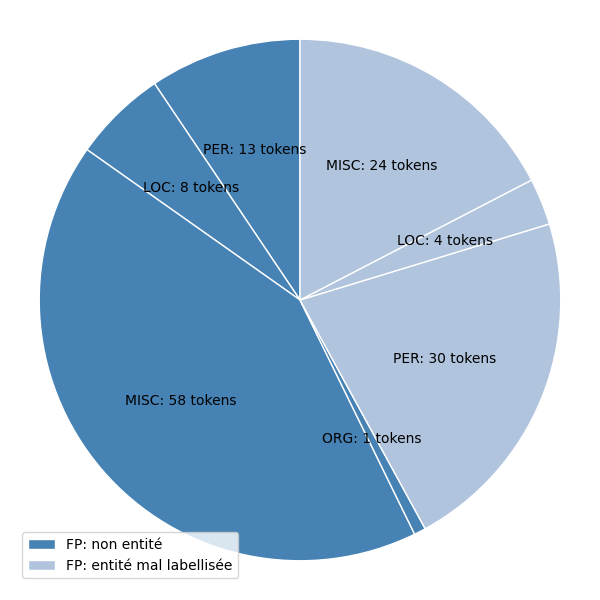 PER: 13 tokens
MISC: 24 tokens
LOC: 8 tokens
LOC: 4 tokens
PER: 30 tokens
MISC: 58 tokens
ORG: 1 tokens
FP: non entité
FP: entité mal labellisée